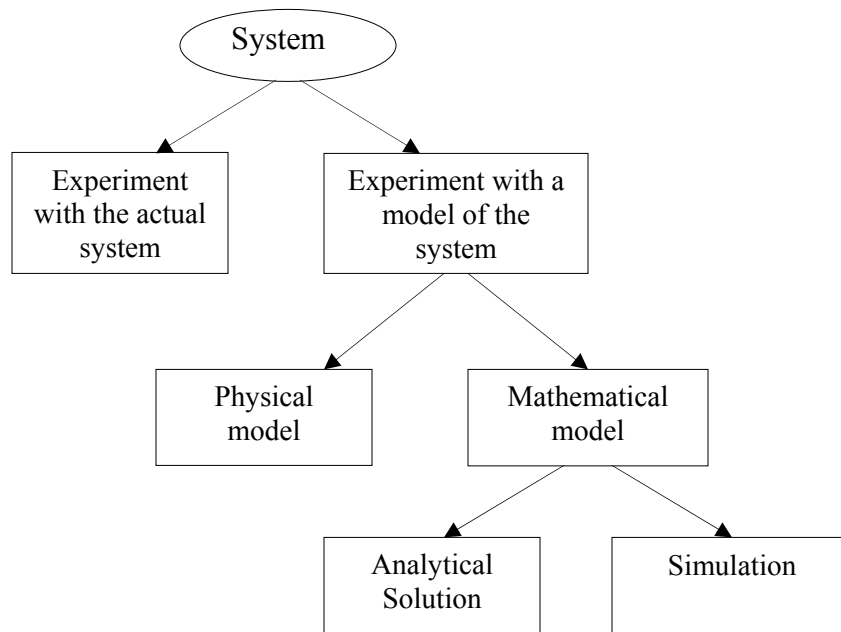 System
Experiment
with the actual
system
Experiment with a
model of the
system
Physical
model
Mathematical
model
Analytical
Solution
Simulation